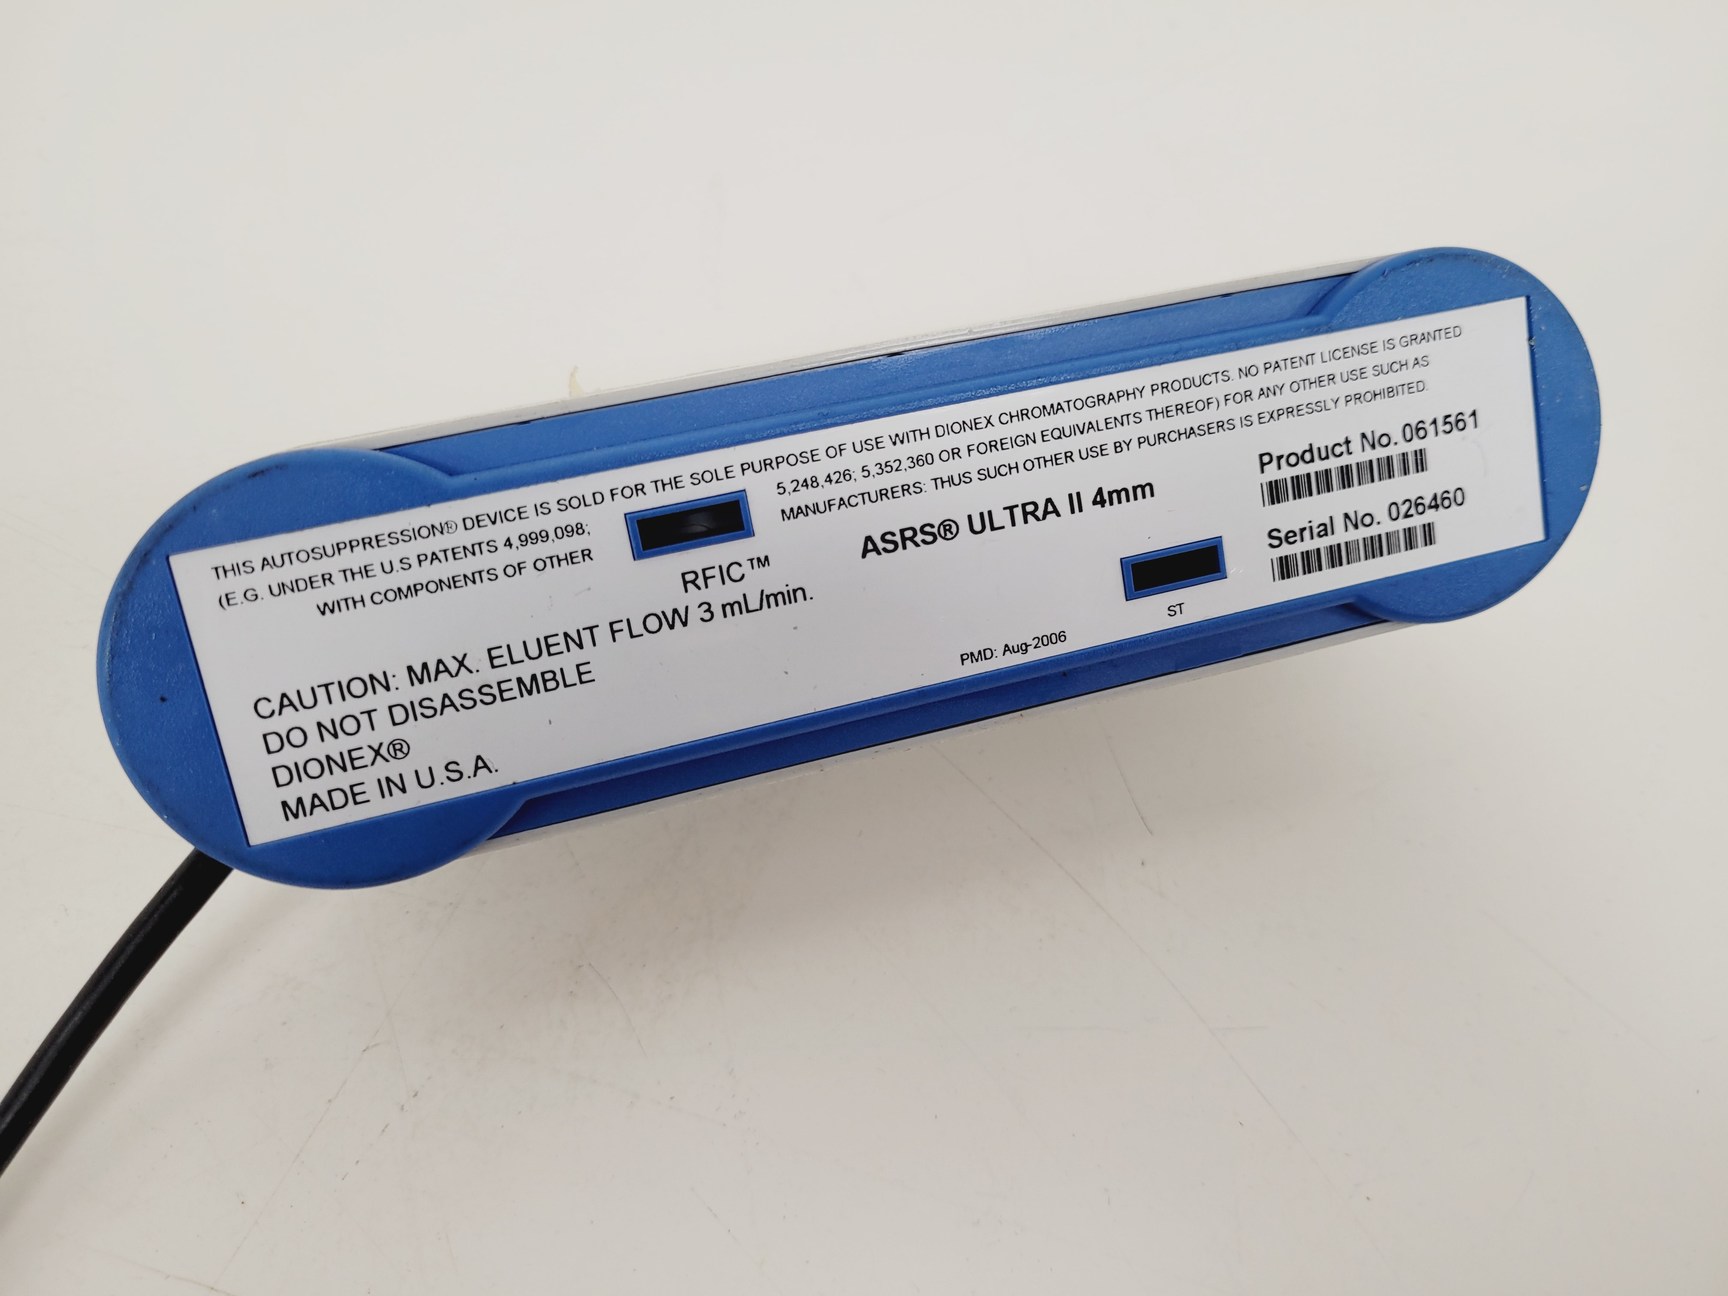 THIS AUTOSUPPRESSION® DEVICE IS SOLD FOR THE SOLE PURPOSE OF USE WITH DIONEX CHROMATOGRAPHY PRODUCTS. NO PATENT LICENSE IS GRANTED
(E.G. UNDER THE U.S PATENTS 4,999,098; 5,248,426; 5,352,360 OR FOREIGN EQUIVALENTS THEREOF) FOR ANY OTHER USE SUCH AS
WITH COMPONENTS OF OTHER MANUFACTURERS: THUS SUCH OTHER USE BY PURCHASERS IS EXPRESSLY PROHIBITED.
RFIC™
ASRS® ULTRA II 4mm
Product No. 061561
Serial No. 026460
CAUTION: MAX. ELUENT FLOW 3 mL/min.
DO NOT DISASSEMBLE
DIONEX®
MADE IN U.S.A.
PMD: Aug-2006
ST